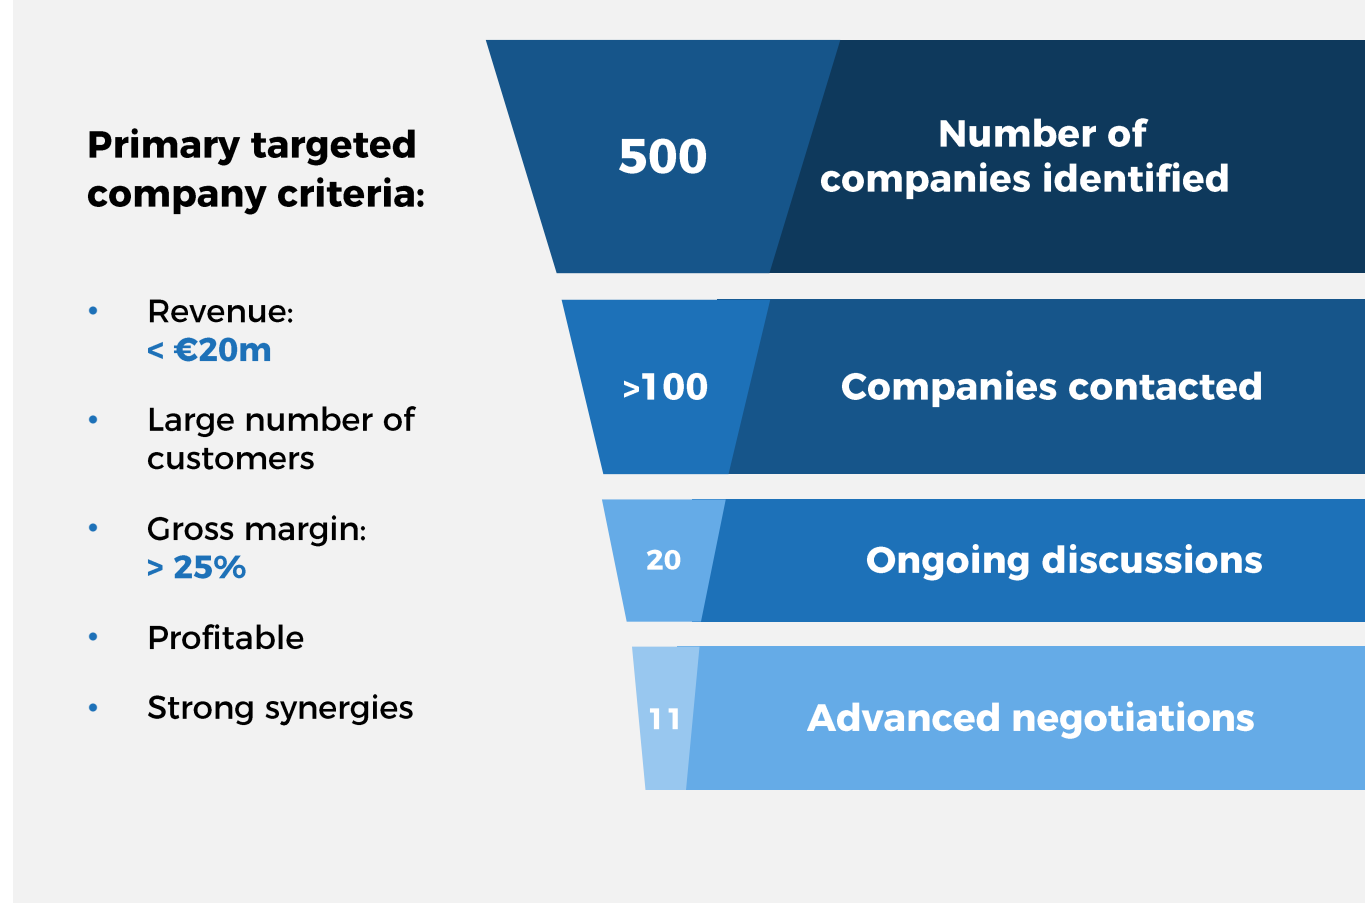 Primary targeted
company criteria:
• Revenue:
< €20m
• Large number of
customers
• Gross margin:
> 25%
• Profitable
• Strong synergies
500
Number of
companies identified
>100
Companies contacted
20
Ongoing discussions
11
Advanced negotiations